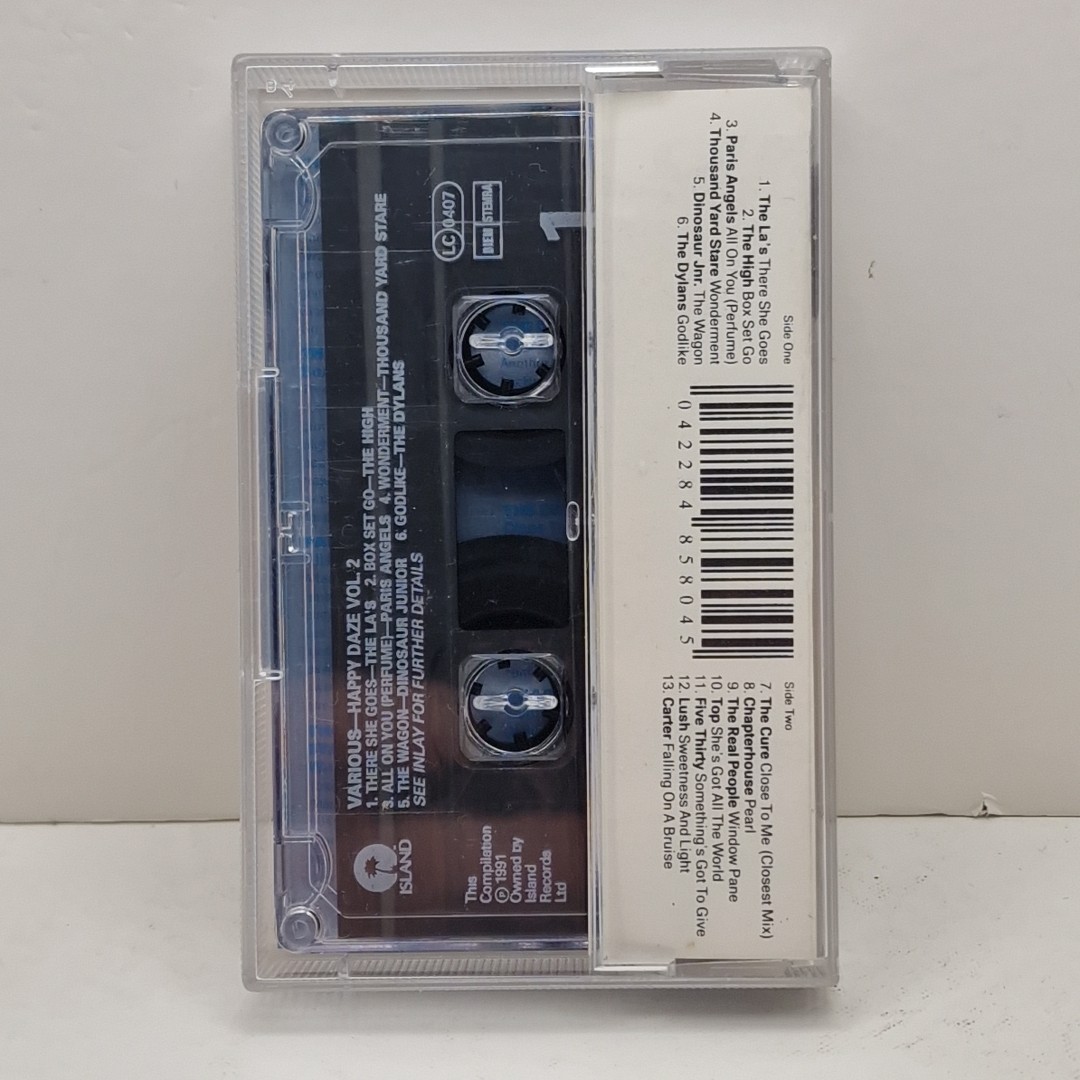 VARIOUS—HAPPY DAZE VOL.2
1. THERE SHE GOES—THE LA'S 2. BOX SET GO—THE HIGH
3. ALL ON YOU (PERFUME)—PARIS ANGELS 4. WONDERMENT—THOUSAND YARD STARE
5. THE WAGON—DINOSAUR JUNIOR 6. GODLIKE—THE DYLANS
SEE INLAY FOR FURTHER DETAILS
ISLAND
This
Compilation
℗ 1991
Owned by
Island
Records
Ltd
LC 0407
BIEM STEMRA
1
Side One
1. The La's There She Goes
2. The High Box Set Go
3. Paris Angels All On You (Perfume)
4. Thousand Yard Stare Wonderment
5. Dinosaur Jnr. The Wagon
6. The Dylans Godlike
0 42284 85804 5
Side Two
7. The Cure Close To Me (Closest Mix)
8. Chapterhouse Pearl
9. The Real People Window Pane
10. Top She's Got All The World
11. Five Thirty Something's Got To Give
12. Lush Sweetness And Light
13. Carter Falling On A Bruise